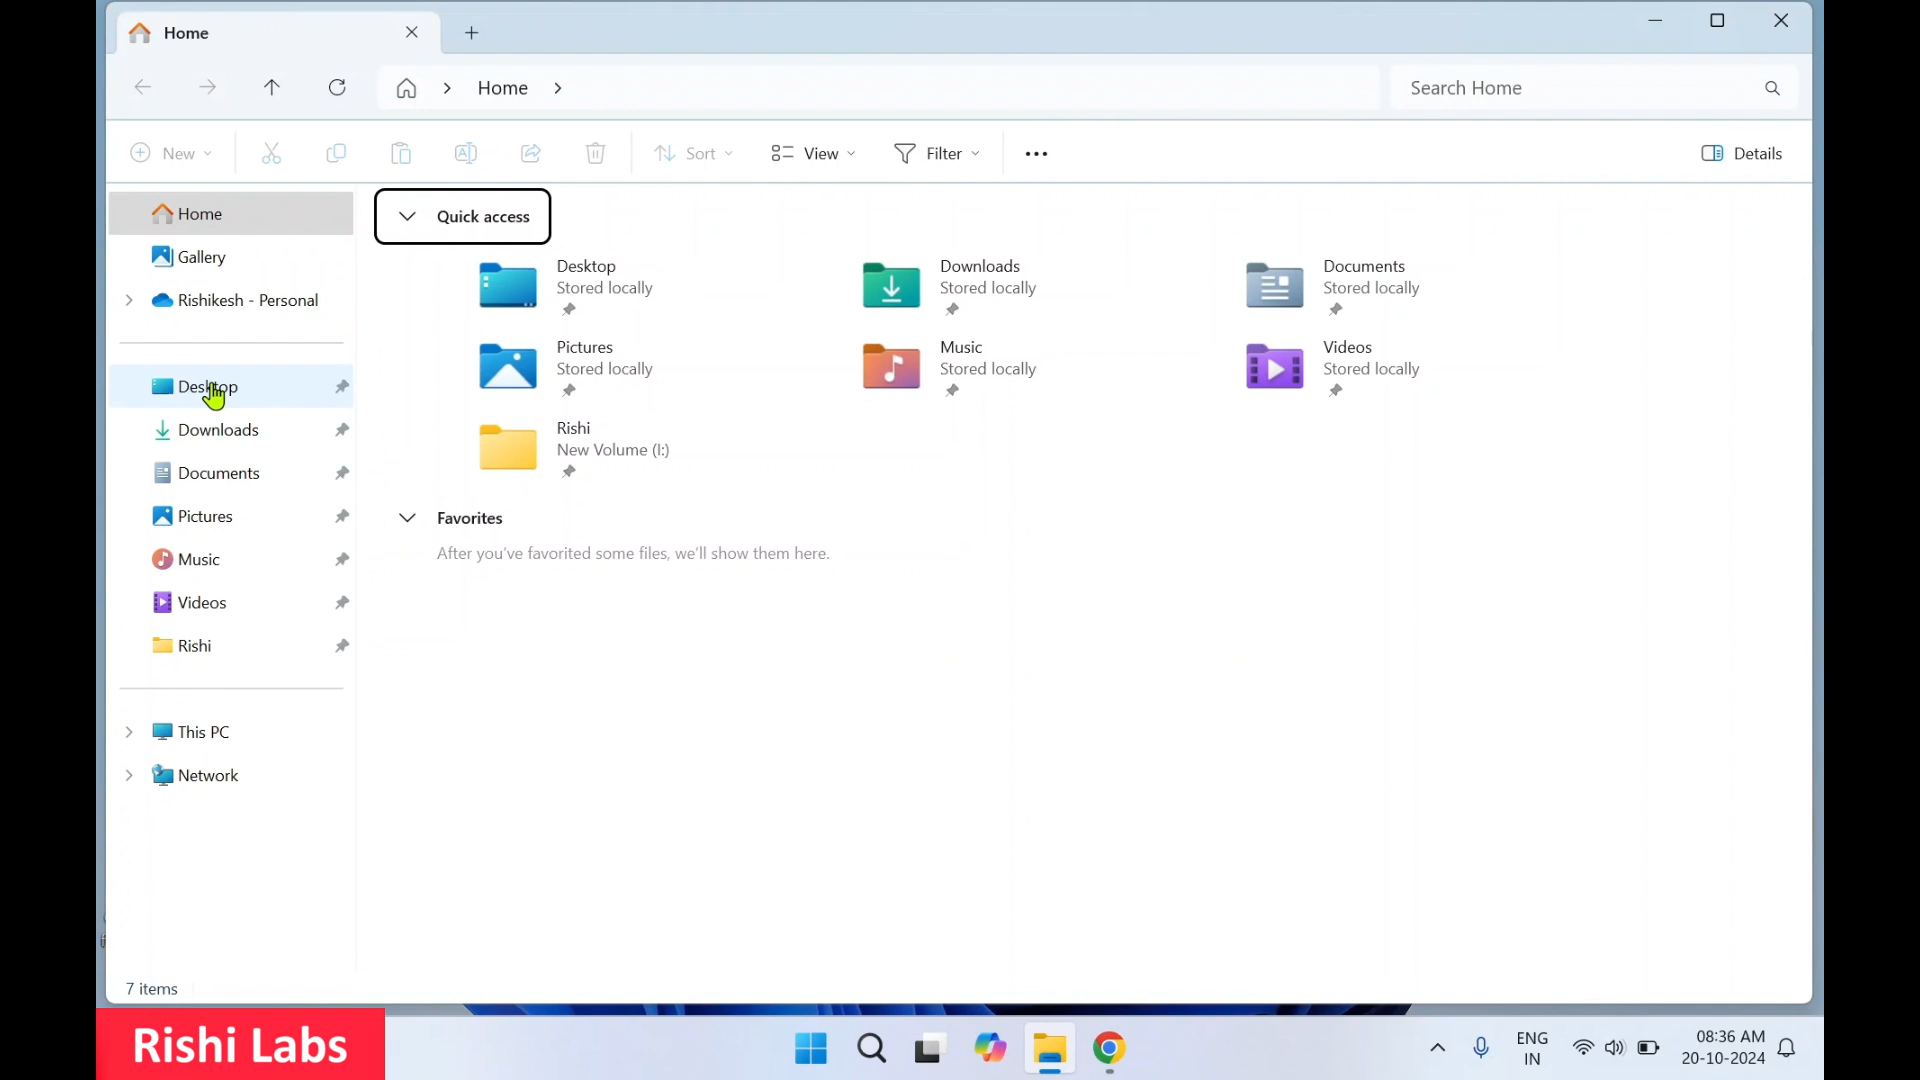 Home
Home
Search Home
New
Sort
View
Filter
Details
Home
Gallery
Rishikesh - Personal
Desktop
Downloads
Documents
Pictures
Music
Videos
Rishi
This PC
Network
Quick access
Desktop
Stored locally
Downloads
Stored locally
Documents
Stored locally
Pictures
Stored locally
Music
Stored locally
Videos
Stored locally
Rishi
New Volume (I:)
Favorites
After you've favorited some files, we'll show them here.
7 items
Rishi Labs
ENG
IN
08:36 AM
20-10-2024